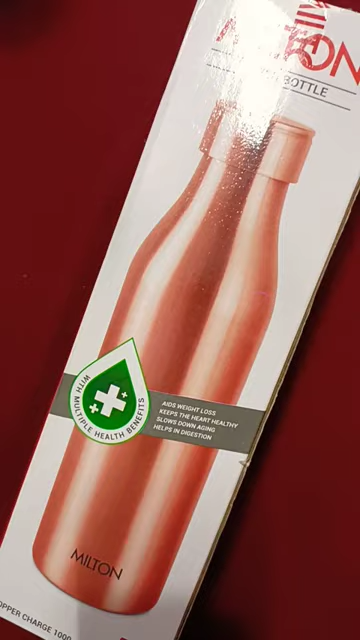 BOTTLE
WITH MULTIPLE HEALTH BENEFITS
AIDS WEIGHT LOSS
KEEPS THE HEART HEALTHY
SLOWS DOWN AGING
HELPS IN DIGESTION
MILTON
OPPER CHARGE 1000